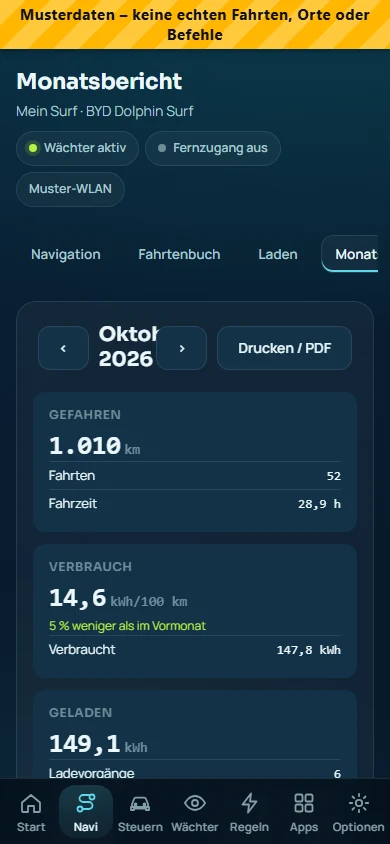 Musterdaten – keine echten Fahrten, Orte oder
Befehle
Monatsbericht
Mein Surf · BYD Dolphin Surf
Wächter aktiv
Fernzugang aus
Muster-WLAN
Navigation
Fahrtenbuch
Laden
Monats
‹
Oktob
2026
›
Drucken / PDF
GEFAHREN
1.010 km
Fahrten 52
Fahrzeit 28,9 h
VERBRAUCH
14,6 kWh/100 km
5 % weniger als im Vormonat
Verbraucht 147,8 kWh
GELADEN
149,1 kWh
Ladevorgänge 6
Start
Navi
Steuern
Wächter
Regeln
Apps
Optionen